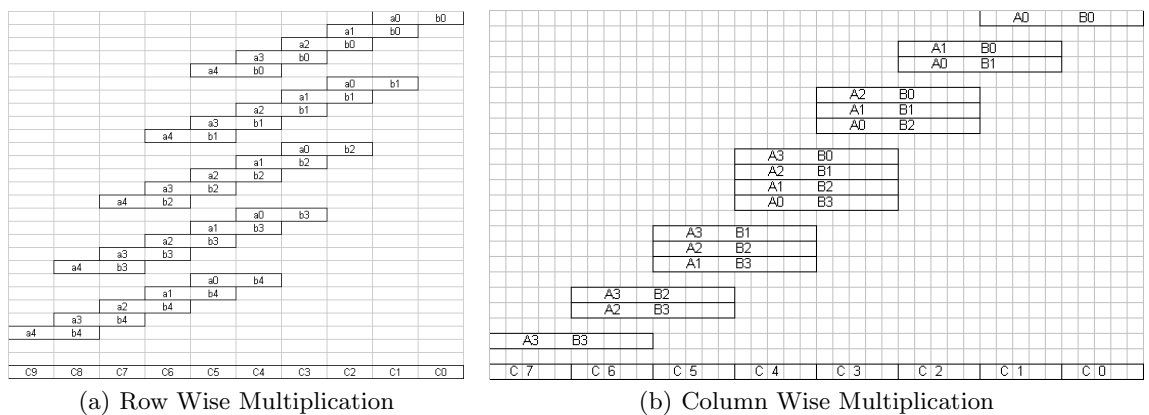 a0 b0
a1 b0
a2 b0
a3 b0
a4 b0
a0 b1
a1 b1
a2 b1
a3 b1
a4 b1
a0 b2
a1 b2
a2 b2
a3 b2
a4 b2
a0 b3
a1 b3
a2 b3
a3 b3
a4 b3
a0 b4
a1 b4
a2 b4
a3 b4
a4 b4
C9 C8 C7 C6 C5 C4 C3 C2 C1 C0
(a) Row Wise Multiplication
A0 B0
A1 B0
A0 B1
A2 B0
A1 B1
A0 B2
A3 B0
A2 B1
A1 B2
A0 B3
A3 B1
A2 B2
A1 B3
A3 B2
A2 B3
A3 B3
C 7 C 6 C 5 C 4 C 3 C 2 C 1 C 0
(b) Column Wise Multiplication